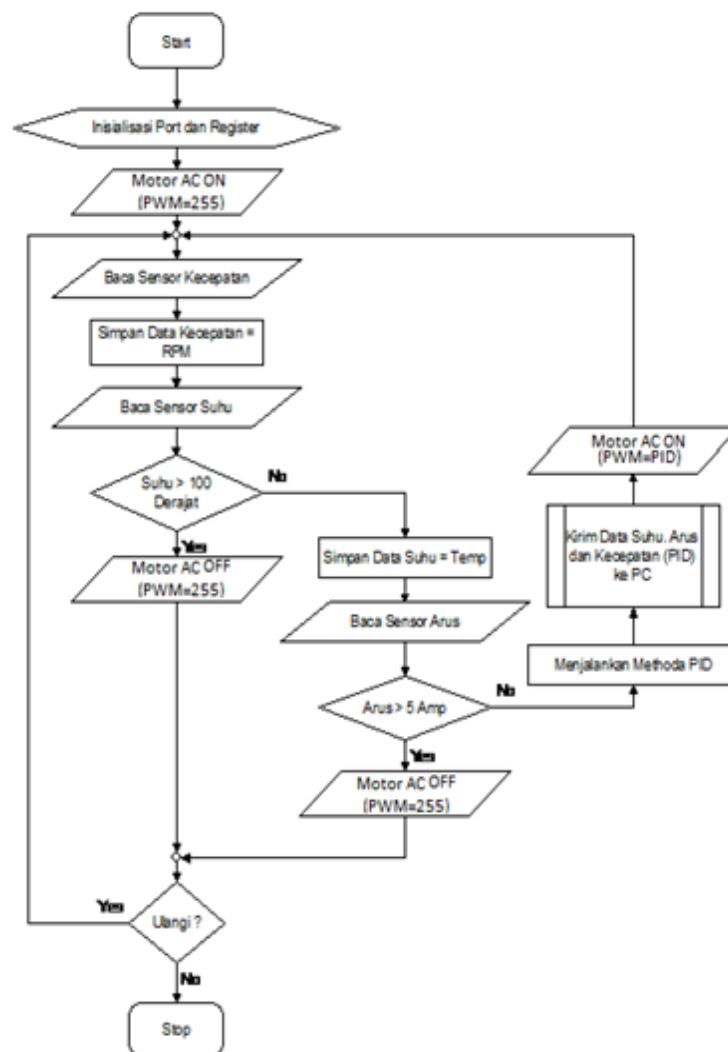 Start
Inisialisasi Port dan Register
Motor AC ON
(PWM=255)
Baca Sensor Kecepatan
Simpan Data Kecepatan =
RPM
Baca Sensor Suhu
Suhu > 100
Derajat
No
Yes
Motor AC OFF
(PWM=255)
Simpan Data Suhu = Temp
Baca Sensor Arus
Arus > 5 Amp
No
Yes
Motor AC OFF
(PWM=255)
Menjalankan Methoda PID
Kirim Data Suhu. Arus
dan Kecepatan (PID)
ke PC
Motor AC ON
(PWM=PID)
Ulangi ?
Yes
No
Stop